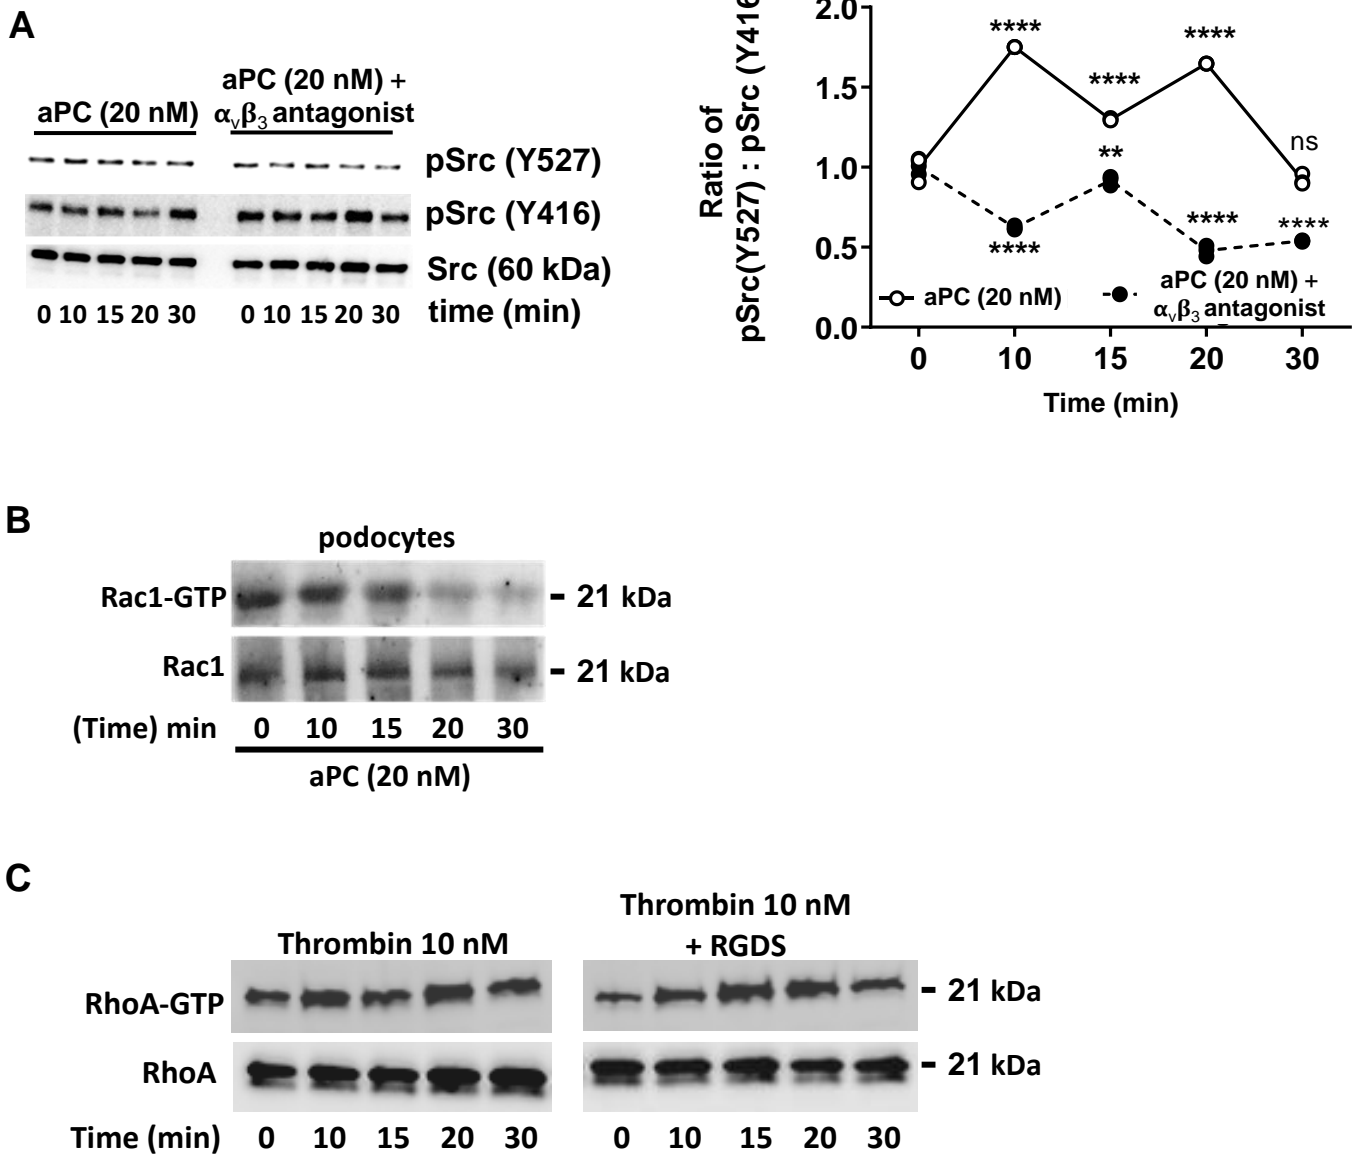 A
aPC (20 nM)
aPC (20 nM) +
αvβ3 antagonist
pSrc (Y527)
pSrc (Y416)
Src (60 kDa)
0 10 15 20 30
0 10 15 20 30
time (min)
Ratio of
pSrc(Y527) : pSrc (Y416
2.0
1.5
1.0
0.5
0.0
****
****
****
ns
**
****
****
****
aPC (20 nM)
aPC (20 nM) +
αvβ3 antagonist
0 10 15 20 30
Time (min)
B
podocytes
Rac1-GTP
- 21 kDa
Rac1
- 21 kDa
(Time) min 0 10 15 20 30
aPC (20 nM)
C
Thrombin 10 nM
Thrombin 10 nM
+ RGDS
RhoA-GTP
- 21 kDa
RhoA
- 21 kDa
Time (min) 0 10 15 20 30
0 10 15 20 30